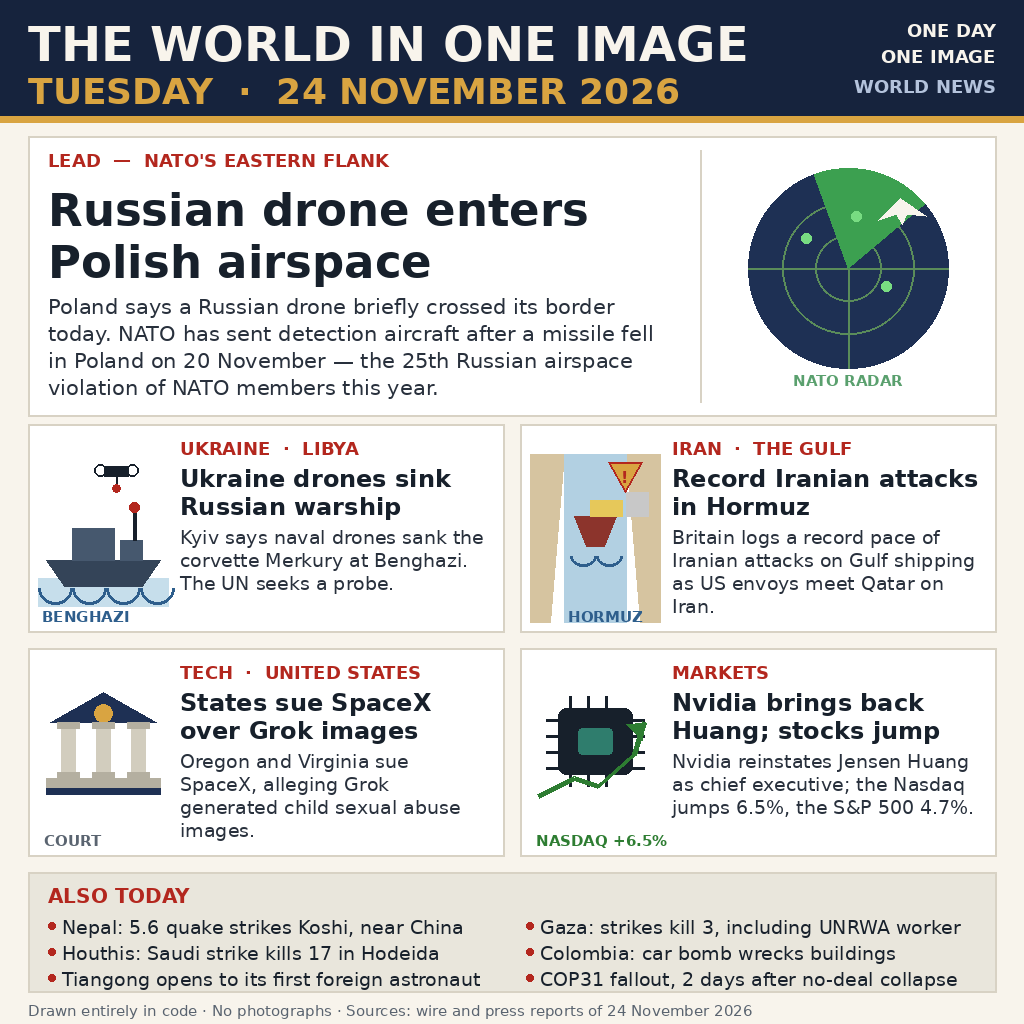 THE WORLD IN ONE IMAGE
TUESDAY · 24 NOVEMBER 2026
ONE DAY
ONE IMAGE
WORLD NEWS
LEAD — NATO'S EASTERN FLANK
Russian drone enters
Polish airspace
Poland says a Russian drone briefly crossed its border
today. NATO has sent detection aircraft after a missile fell
in Poland on 20 November — the 25th Russian airspace
violation of NATO members this year.
NATO RADAR
UKRAINE · LIBYA
Ukraine drones sink
Russian warship
Kyiv says naval drones sank the
corvette Merkury at Benghazi.
The UN seeks a probe.
BENGHAZI
IRAN · THE GULF
Record Iranian attacks
in Hormuz
Britain logs a record pace of
Iranian attacks on Gulf shipping
as US envoys meet Qatar on
Iran.
!
HORMUZ
TECH · UNITED STATES
States sue SpaceX
over Grok images
Oregon and Virginia sue
SpaceX, alleging Grok
generated child sexual abuse
images.
COURT
MARKETS
Nvidia brings back
Huang; stocks jump
Nvidia reinstates Jensen Huang
as chief executive; the Nasdaq
jumps 6.5%, the S&P 500 4.7%.
NASDAQ +6.5%
ALSO TODAY
• Nepal: 5.6 quake strikes Koshi, near China
• Houthis: Saudi strike kills 17 in Hodeida
• Tiangong opens to its first foreign astronaut
• Gaza: strikes kill 3, including UNRWA worker
• Colombia: car bomb wrecks buildings
• COP31 fallout, 2 days after no-deal collapse
Drawn entirely in code · No photographs · Sources: wire and press reports of 24 November 2026